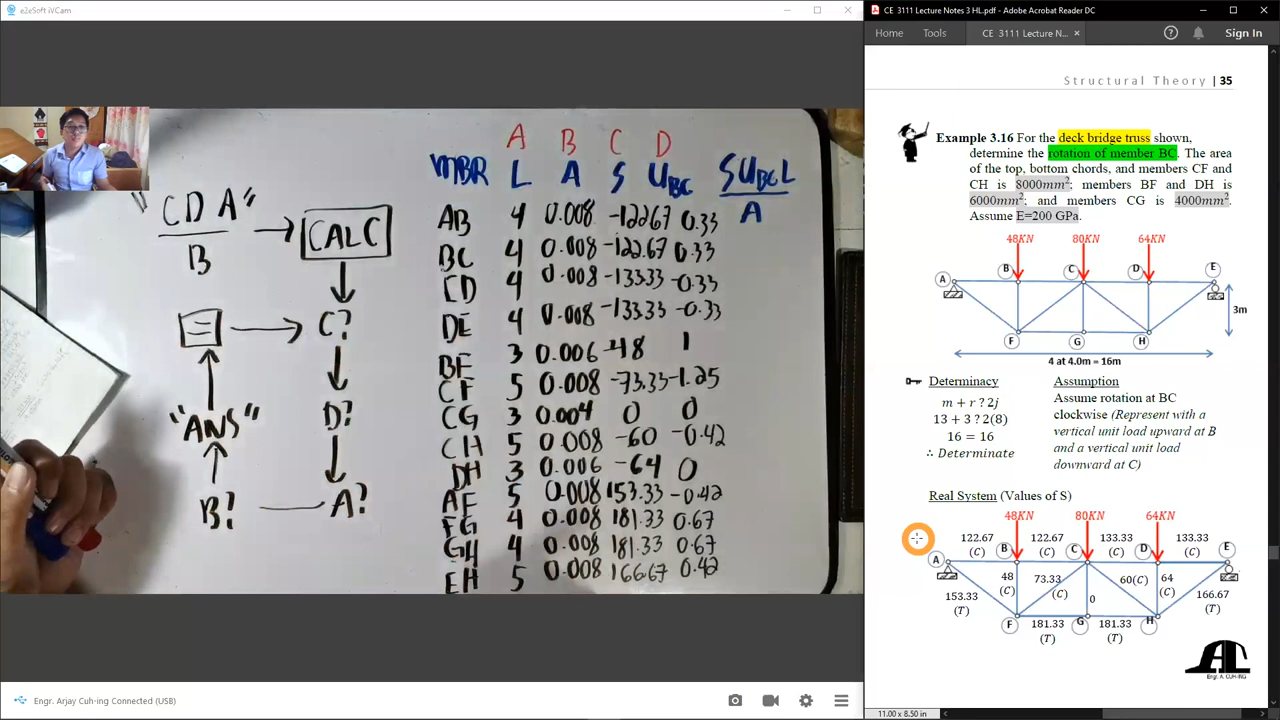 e2eSoft iVCam
"CDA"
B
CALC
C?
D?
A?
B?
"ANS"
=
A B C D
MBR L A S UBC SUBCL
A
AB 4 0.008 -122.67 0.33
BC 4 0.008 -122.67 0.33
CD 4 0.008 -133.33 -0.33
DE 4 0.008 -133.33 -0.33
BF 3 0.006 -48 1
CF 5 0.008 -73.33 -1.25
CG 3 0.004 0 0
CH 5 0.008 -60 -0.42
DH 3 0.006 -64 0
AF 5 0.008 153.33 -0.42
FG 4 0.008 181.33 0.67
GH 4 0.008 181.33 0.67
EH 5 0.008 166.67 0.42
Engr. Arjay Cuh-ing Connected (USB)
CE 3111 Lecture Notes 3 HL.pdf - Adobe Acrobat Reader DC
Home Tools CE 3111 Lecture N... × Sign In
Structural Theory | 35
Example 3.16 For the deck bridge truss shown,
determine the rotation of member BC. The area
of the top, bottom chords, and members CF and
CH is 8000mm²; members BF and DH is
6000mm²; and members CG is 4000mm².
Assume E=200 GPa.
48KN 80KN 64KN
A B C D E
3m
F G H
4 at 4.0m = 16m
Determinacy
m + r ? 2j
13 + 3 ? 2(8)
16 = 16
∴ Determinate
Assumption
Assume rotation at BC
clockwise (Represent with a
vertical unit load upward at B
and a vertical unit load
downward at C)
Real System (Values of S)
48KN 80KN 64KN
122.67 122.67 133.33 133.33
(C) (C) (C) (C)
A B C D E
48 73.33 60(C) 64
(C) (C) (C)
153.33 0 166.67
(T) (T)
F G H
181.33 181.33
(T) (T)
Engr. A. CUH-ING
11.00 x 8.50 in